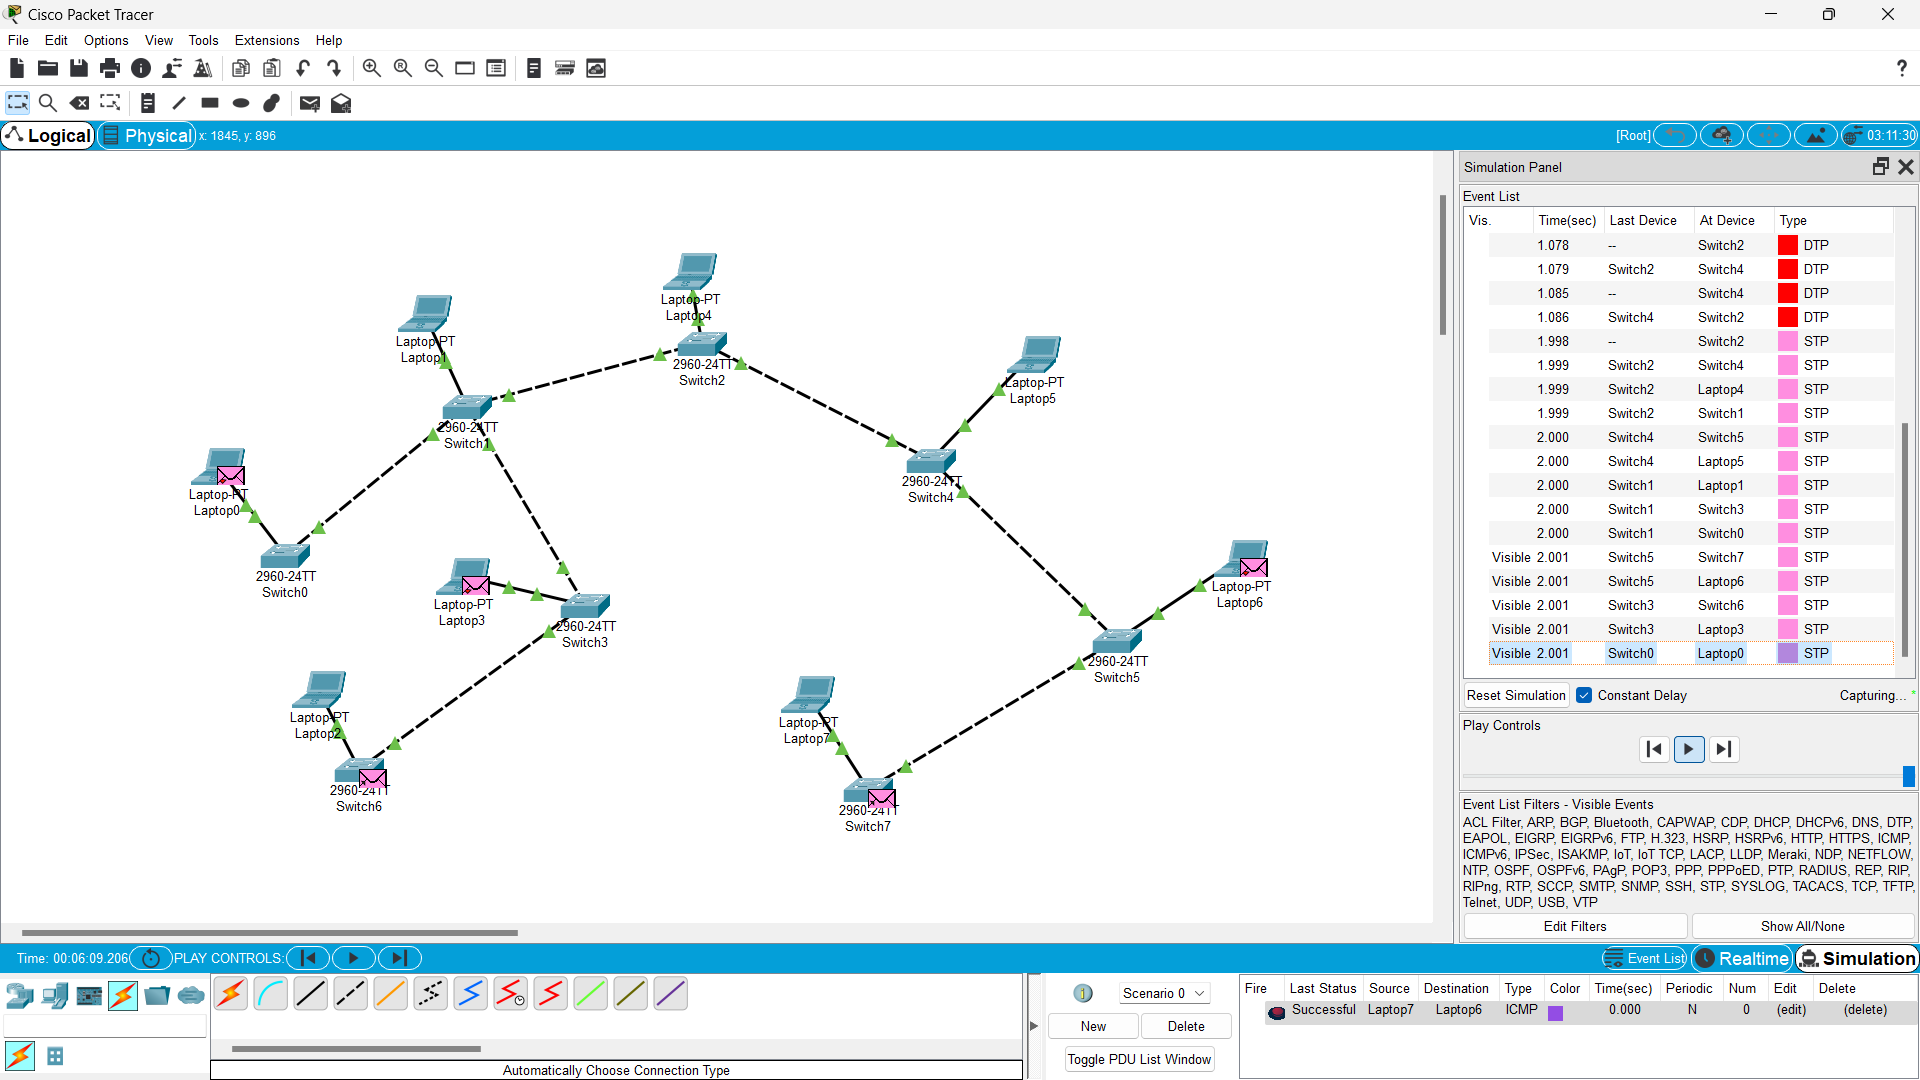 Cisco Packet Tracer
File Edit Options View Tools Extensions Help
Logical Physical x: 1845, y: 896 [Root] 03:11:30
Laptop-PT
Laptop4
Laptop-PT
Laptop1
2960-24TT
Switch2
Laptop-PT
Laptop5
2960-24TT
Switch1
2960-24TT
Switch4
Laptop-PT
Laptop0
2960-24TT
Switch0
Laptop-PT
Laptop3
Laptop-PT
Laptop6
2960-24TT
Switch3
2960-24TT
Switch5
Laptop-PT
Laptop2
Laptop-PT
Laptop7
2960-24TT
Switch6
2960-24TT
Switch7
Simulation Panel
Event List
Vis. Time(sec) Last Device At Device Type
1.078 -- Switch2 DTP
1.079 Switch2 Switch4 DTP
1.085 -- Switch4 DTP
1.086 Switch4 Switch2 DTP
1.998 -- Switch2 STP
1.999 Switch2 Switch4 STP
1.999 Switch2 Laptop4 STP
1.999 Switch2 Switch1 STP
2.000 Switch4 Switch5 STP
2.000 Switch4 Laptop5 STP
2.000 Switch1 Laptop1 STP
2.000 Switch1 Switch3 STP
2.000 Switch1 Switch0 STP
Visible 2.001 Switch5 Switch7 STP
Visible 2.001 Switch5 Laptop6 STP
Visible 2.001 Switch3 Switch6 STP
Visible 2.001 Switch3 Laptop3 STP
Visible 2.001 Switch0 Laptop0 STP
Reset Simulation Constant Delay Capturing... *
Play Controls
Event List Filters - Visible Events
ACL Filter, ARP, BGP, Bluetooth, CAPWAP, CDP, DHCP, DHCPv6, DNS, DTP,
EAPOL, EIGRP, EIGRPv6, FTP, H.323, HSRP, HSRPv6, HTTP, HTTPS, ICMP,
ICMPv6, IPSec, ISAKMP, IoT, IoT TCP, LACP, LLDP, Meraki, NDP, NETFLOW,
NTP, OSPF, OSPFv6, PAgP, POP3, PPP, PPPoED, PTP, RADIUS, REP, RIP,
RIPng, RTP, SCCP, SMTP, SNMP, SSH, STP, SYSLOG, TACACS, TCP, TFTP,
Telnet, UDP, USB, VTP
Edit Filters Show All/None
Time: 00:06:09.206 PLAY CONTROLS: Event List Realtime Simulation
Scenario 0
New Delete
Toggle PDU List Window
Fire Last Status Source Destination Type Color Time(sec) Periodic Num Edit Delete
Successful Laptop7 Laptop6 ICMP 0.000 N 0 (edit) (delete)
Automatically Choose Connection Type